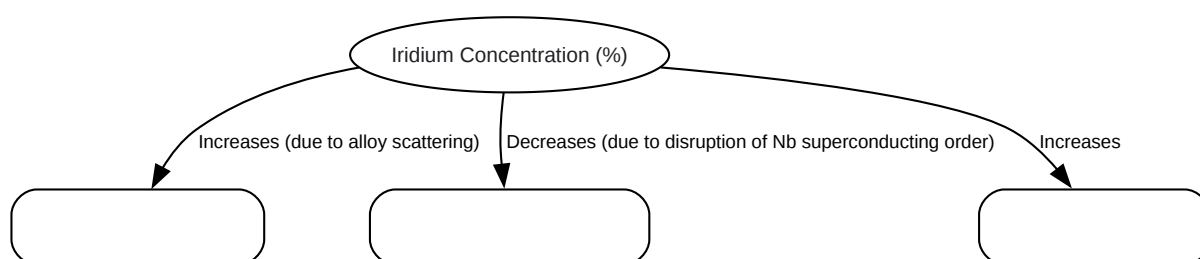 Iridium Concentration (%)
Increases (due to alloy scattering)
Decreases (due to disruption of Nb superconducting order)
Increases